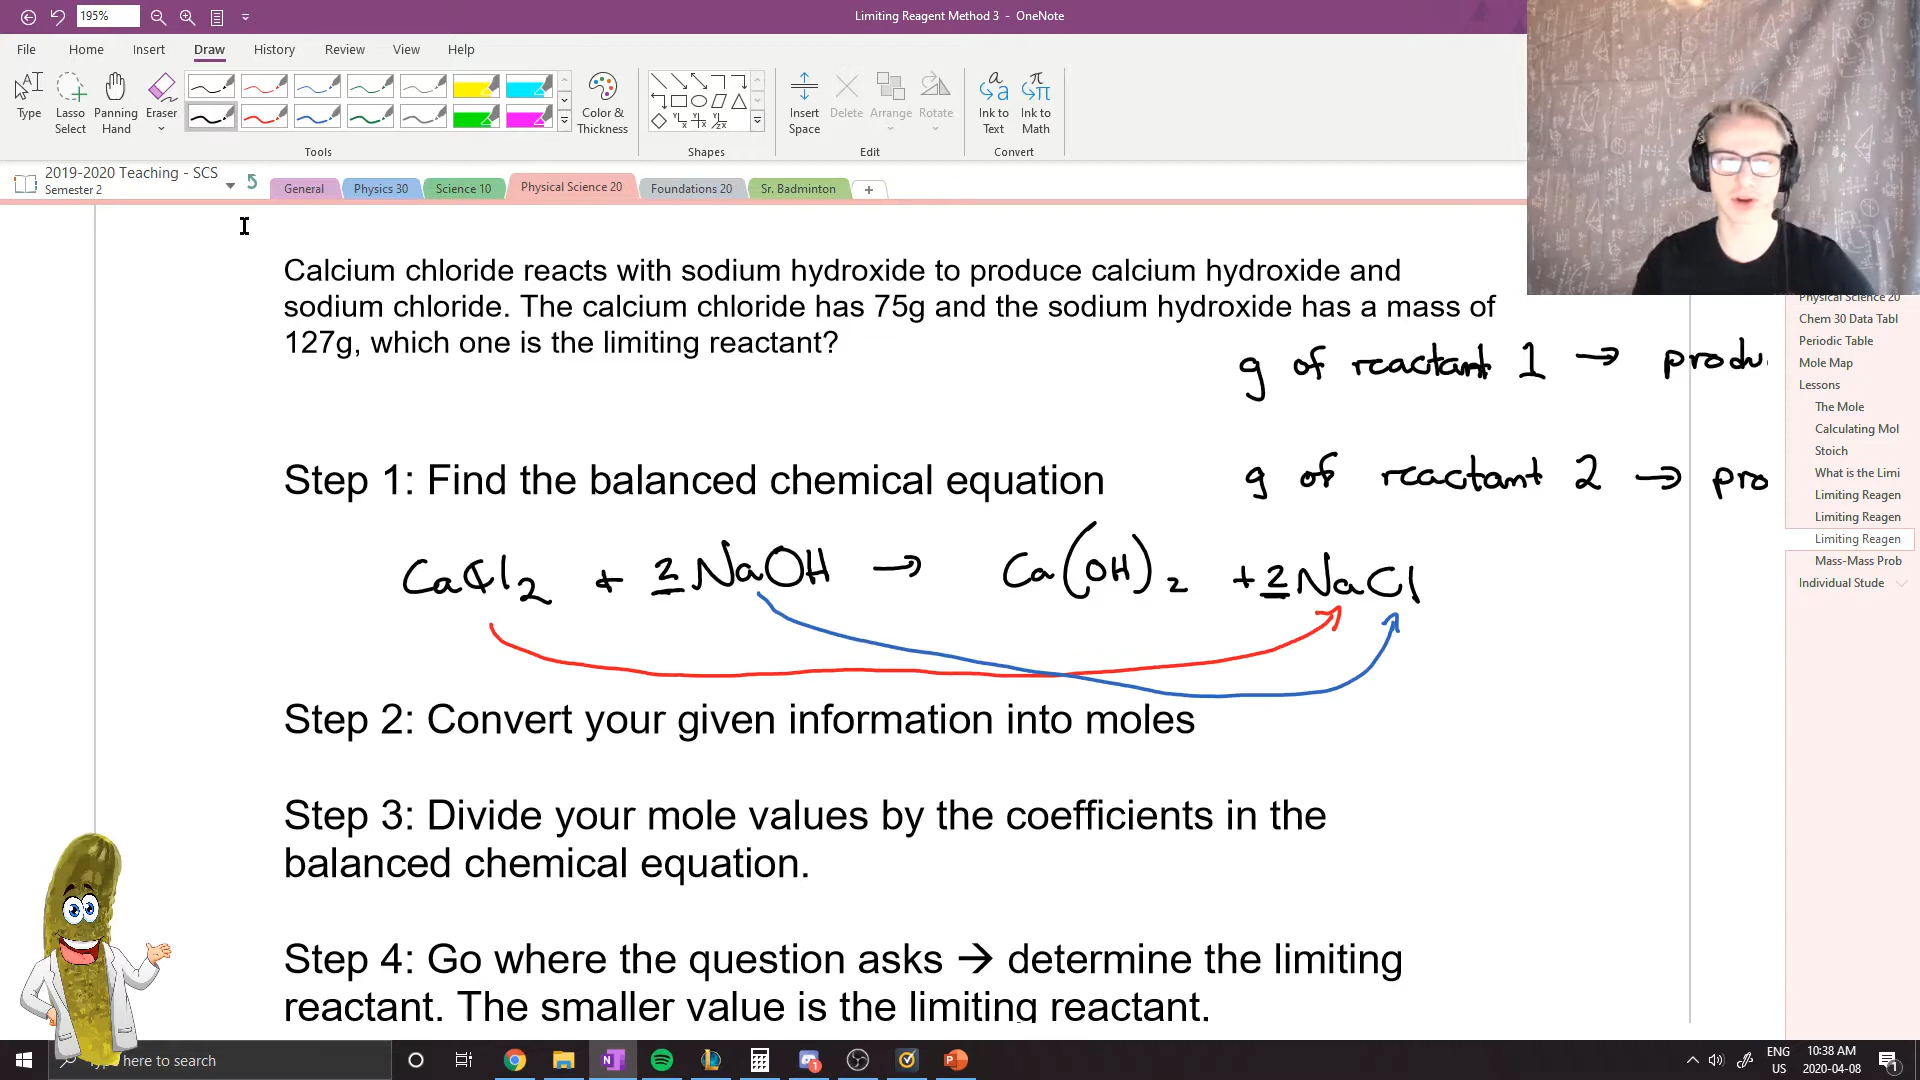 195%
Limiting Reagent Method 3 - OneNote
File Home Insert Draw History Review View Help
Type
Lasso Select
Panning Hand
Eraser
Color & Thickness
Insert Space
Delete
Arrange
Rotate
Ink to Text
Ink to Math
Tools
Shapes
Edit
Convert
2019-2020 Teaching - SCS
Semester 2
General
Physics 30
Science 10
Physical Science 20
Foundations 20
Sr. Badminton
+
Calcium chloride reacts with sodium hydroxide to produce calcium hydroxide and
sodium chloride. The calcium chloride has 75g and the sodium hydroxide has a mass of
127g, which one is the limiting reactant?
g of reactant 1 → produ
g of reactant 2 → pro
Step 1: Find the balanced chemical equation
CaCl2 + 2NaOH → Ca(OH)2 + 2NaCl
Step 2: Convert your given information into moles
Step 3: Divide your mole values by the coefficients in the
balanced chemical equation.
Step 4: Go where the question asks → determine the limiting
reactant. The smaller value is the limiting reactant.
Physical Science 20
Chem 30 Data Tabl
Periodic Table
Mole Map
Lessons
The Mole
Calculating Mol
Stoich
What is the Limi
Limiting Reagen
Limiting Reagen
Limiting Reagen
Mass-Mass Prob
Individual Stude
here to search
ENG
US
10:38 AM
2020-04-08